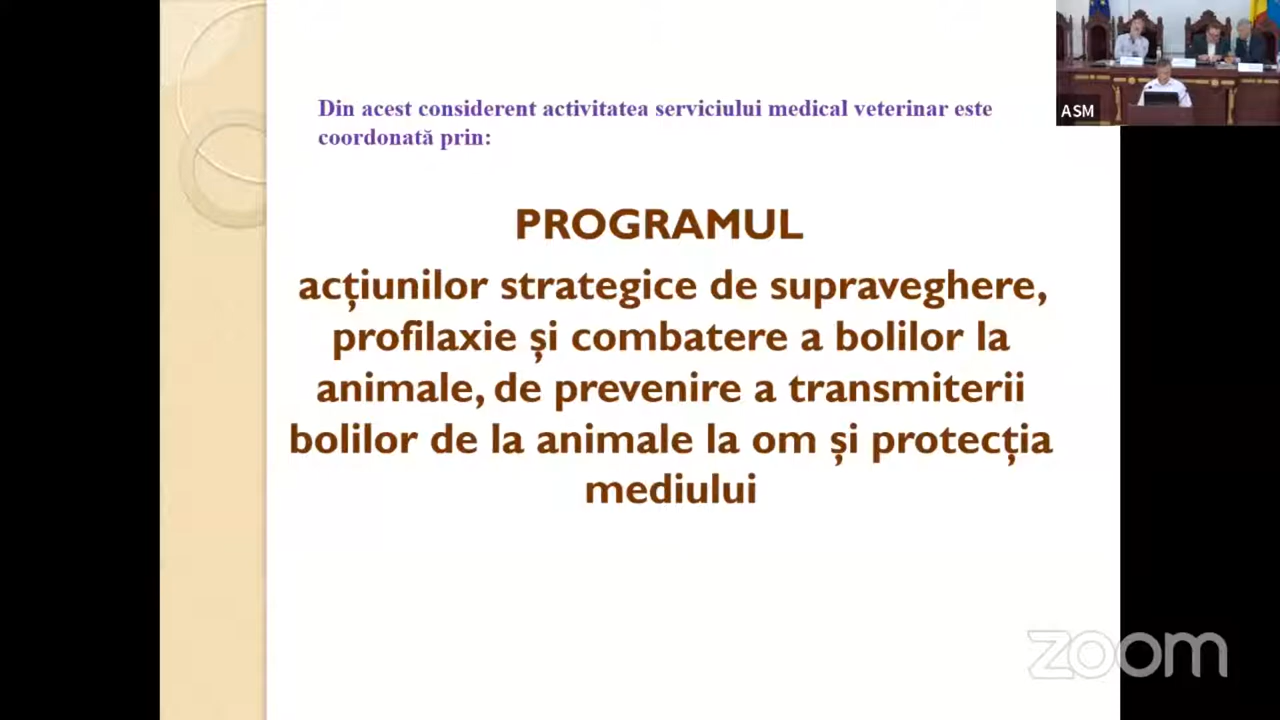 Din acest considerent activitatea serviciului medical veterinar este
coordonată prin:
PROGRAMUL
acțiunilor strategice de supraveghere,
profilaxie și combatere a bolilor la
animale, de prevenire a transmiterii
bolilor de la animale la om și protecția
mediului
ASM
zoom